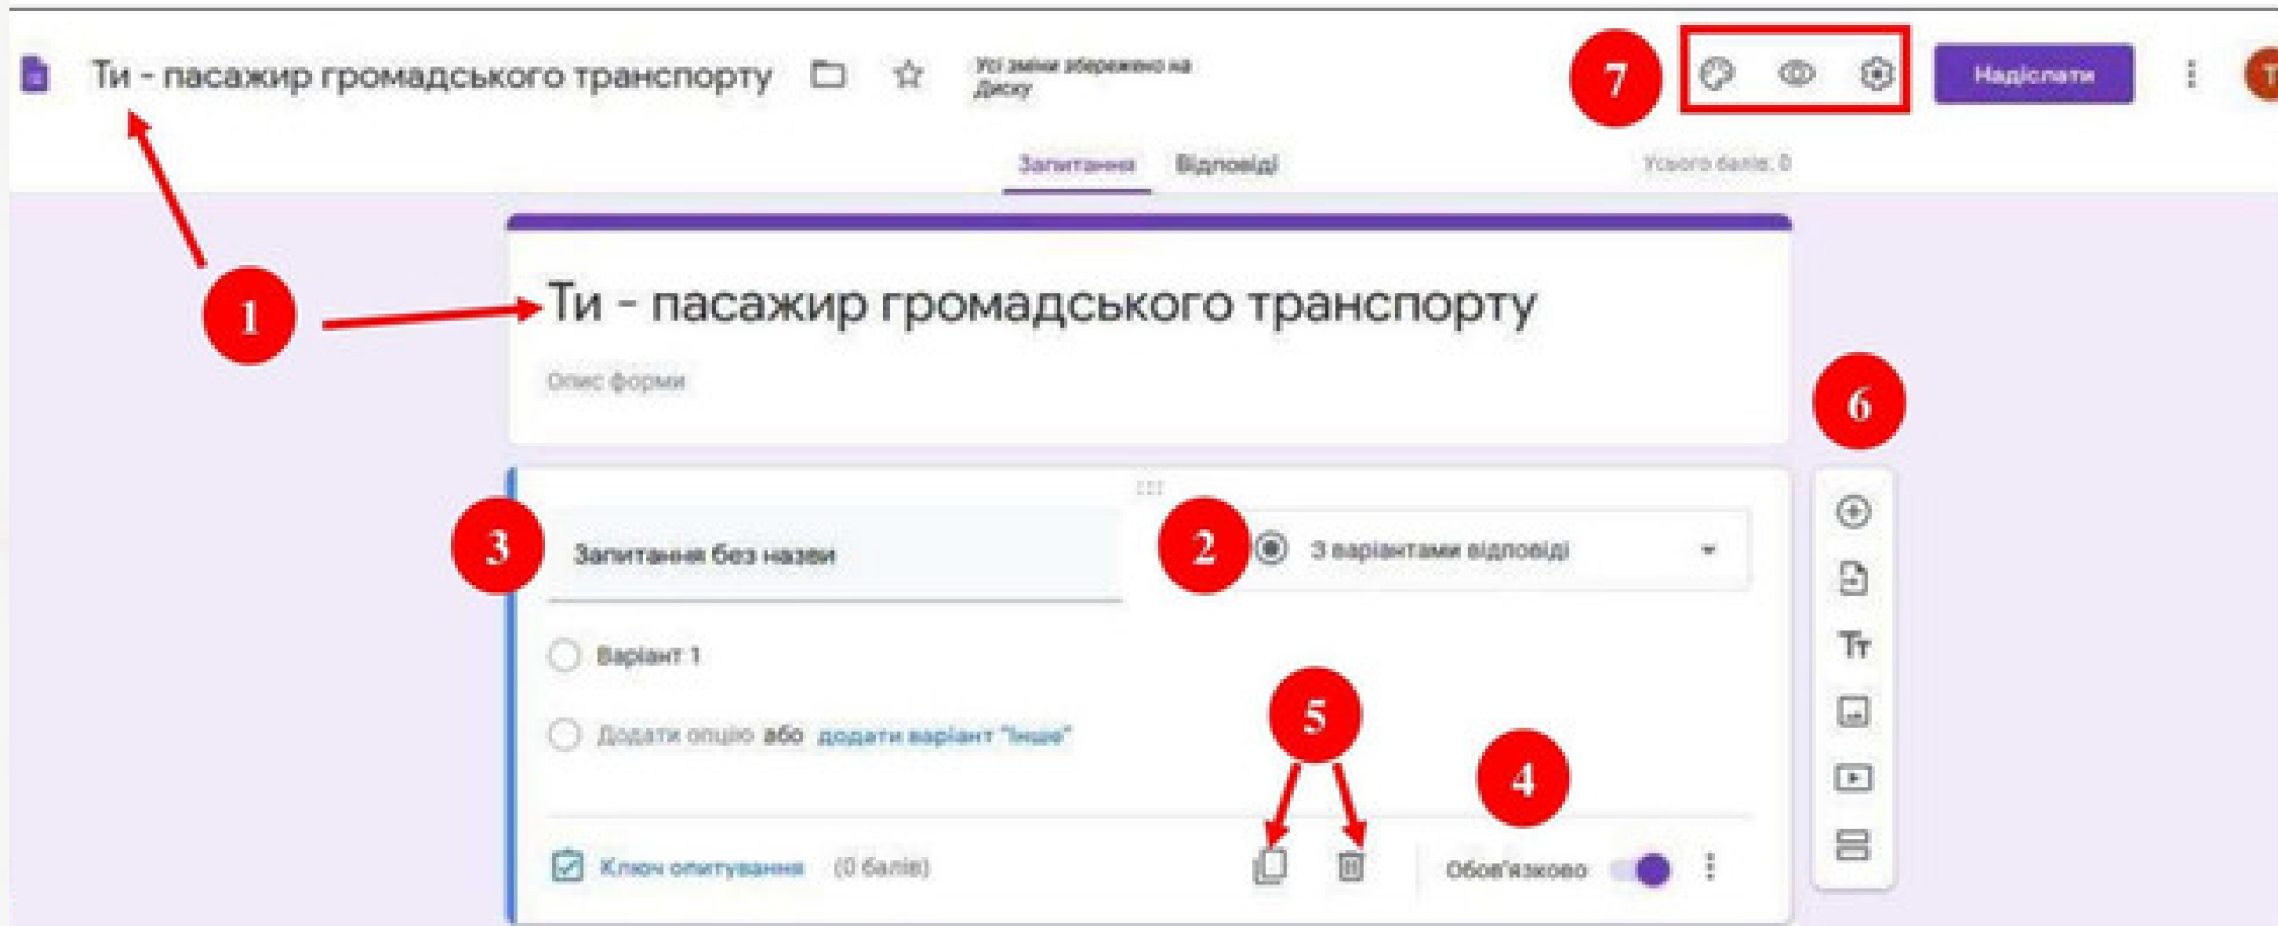 Ти - пасажир громадського транспорту
Усі зміни збережено на
Диску
7
Надіслати
Т
Запитання Відповіді
Усього балів: 0
1
Ти - пасажир громадського транспорту
Опис форми
6
3
Запитання без назви
2
З варіантами відповіді
Варіант 1
Тт
Додати опцію або додати варіант "Інше"
5
4
Ключ опитування (0 балів)
Обов'язково